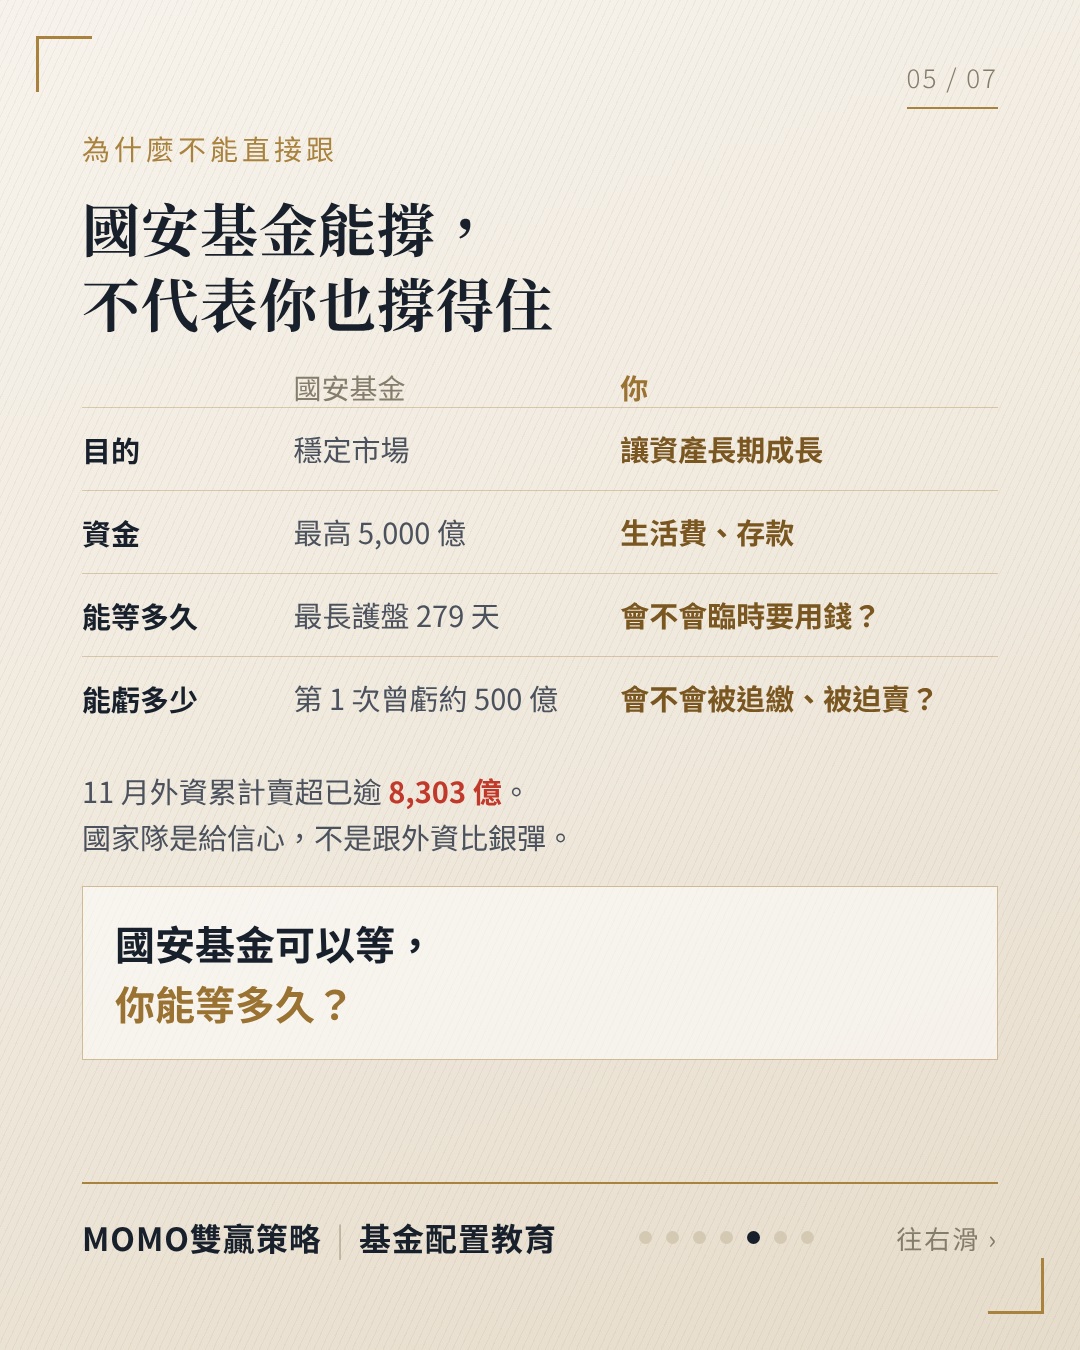 05 / 07
為什麼不能直接跟
國安基金能撐，
不代表你也撐得住
國安基金 你
目的 穩定市場 讓資產長期成長
資金 最高 5,000 億 生活費、存款
能等多久 最長護盤 279 天 會不會臨時要用錢？
能虧多少 第 1 次曾虧約 500 億 會不會被追繳、被迫賣？
11 月外資累計賣超已逾 8,303 億。
國家隊是給信心，不是跟外資比銀彈。
國安基金可以等，
你能等多久？
MOMO雙贏策略｜基金配置教育 往右滑 ›